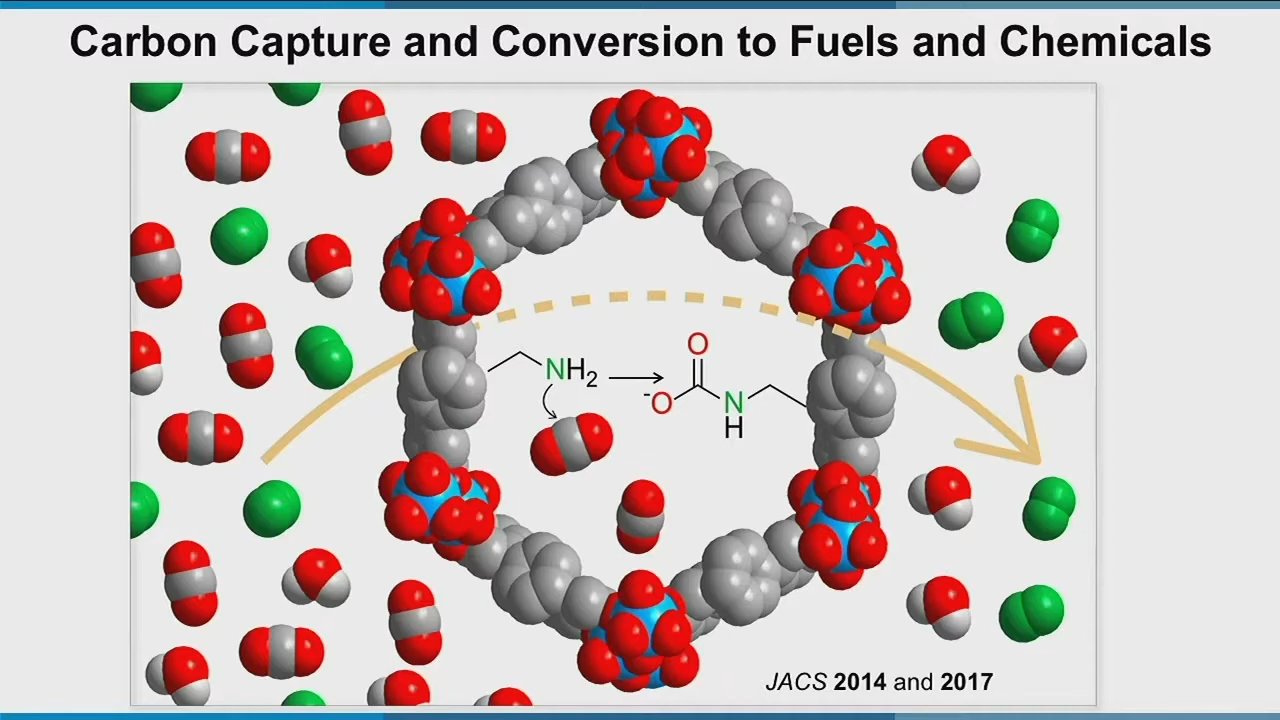 Carbon Capture and Conversion to Fuels and Chemicals
O
NH2
-O
N
H
JACS 2014 and 2017